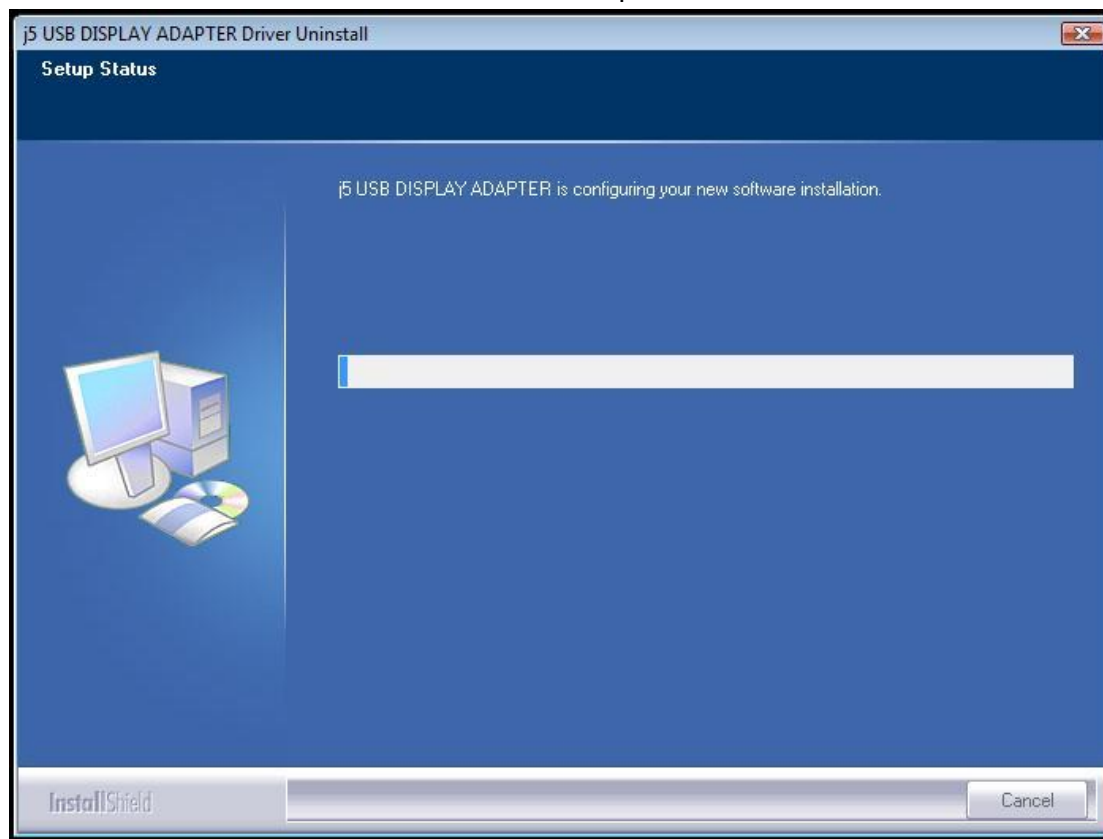 j5 USB DISPLAY ADAPTER Driver Uninstall
Setup Status
j5 USB DISPLAY ADAPTER is configuring your new software installation.
InstallShield
Cancel